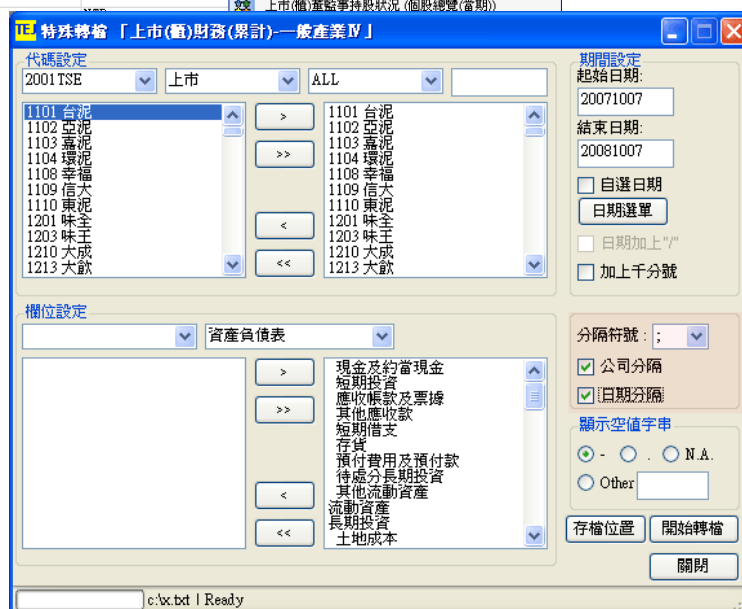 上市(櫃)董監事持股狀況 (個股總覽(當期))
TEJ 特殊轉檔 「上市(櫃)財務(累計)-一般產業Ⅳ」
代碼設定
2001 TSE
上市
ALL
1101 台泥
1102 亞泥
1103 嘉泥
1104 環泥
1108 幸福
1109 信大
1110 東泥
1201 味全
1203 味王
1210 大成
1213 大飲
>
>>
<
<<
1101 台泥
1102 亞泥
1103 嘉泥
1104 環泥
1108 幸福
1109 信大
1110 東泥
1201 味全
1203 味王
1210 大成
1213 大飲
期間設定
起始日期:
20071007
結束日期:
20081007
自選日期
日期選單
日期加上"/"
加上千分號
欄位設定
資產負債表
>
>>
<
<<
現金及約當現金
短期投資
應收帳款及票據
其他應收款
短期借支
存貨
預付費用及預付款
待處分長期投資
其他流動資產
流動資產
長期投資
土地成本
分隔符號 : ;
公司分隔
日期分隔
顯示空值字串
- . N.A.
Other
存檔位置
開始轉檔
關閉
c:\x.txt | Ready